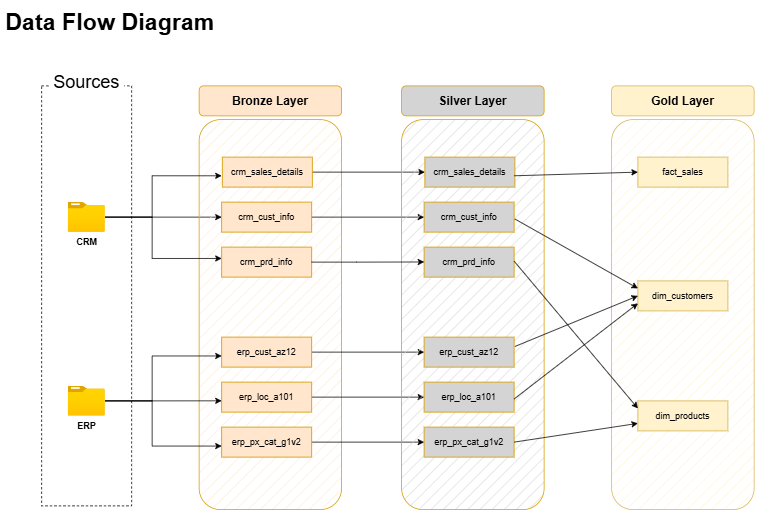 Data Flow Diagram
Sources
Bronze Layer
Silver Layer
Gold Layer
crm_sales_details
crm_sales_details
fact_sales
CRM
crm_cust_info
crm_cust_info
crm_prd_info
crm_prd_info
dim_customers
erp_cust_az12
erp_cust_az12
ERP
erp_loc_a101
erp_loc_a101
dim_products
erp_px_cat_g1v2
erp_px_cat_g1v2